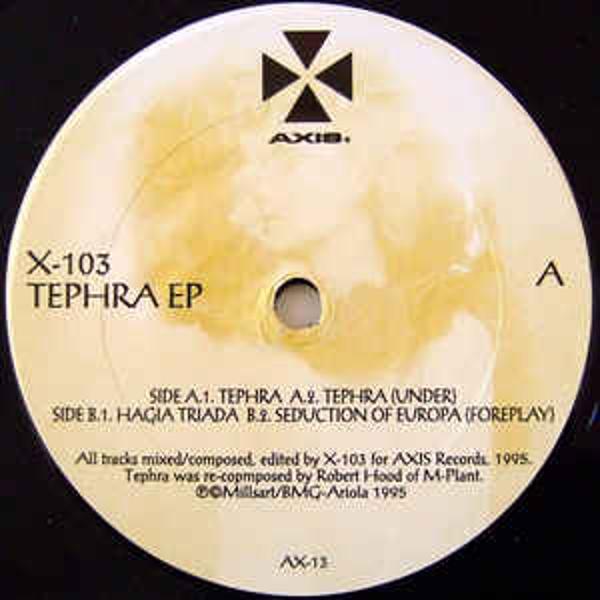 AXIS.
X-103
TEPHRA EP
A
SIDE A.1. TEPHRA A.2. TEPHRA (UNDER)
SIDE B.1. HAGIA TRIADA B.2. SEDUCTION OF EUROPA (FOREPLAY)
All tracks mixed/composed, edited by X-103 for AXIS Records, 1995.
Tephra was re-copmposed by Robert Hood of M-Plant.
℗©Millsart/BMG-Ariola 1995
AX-13